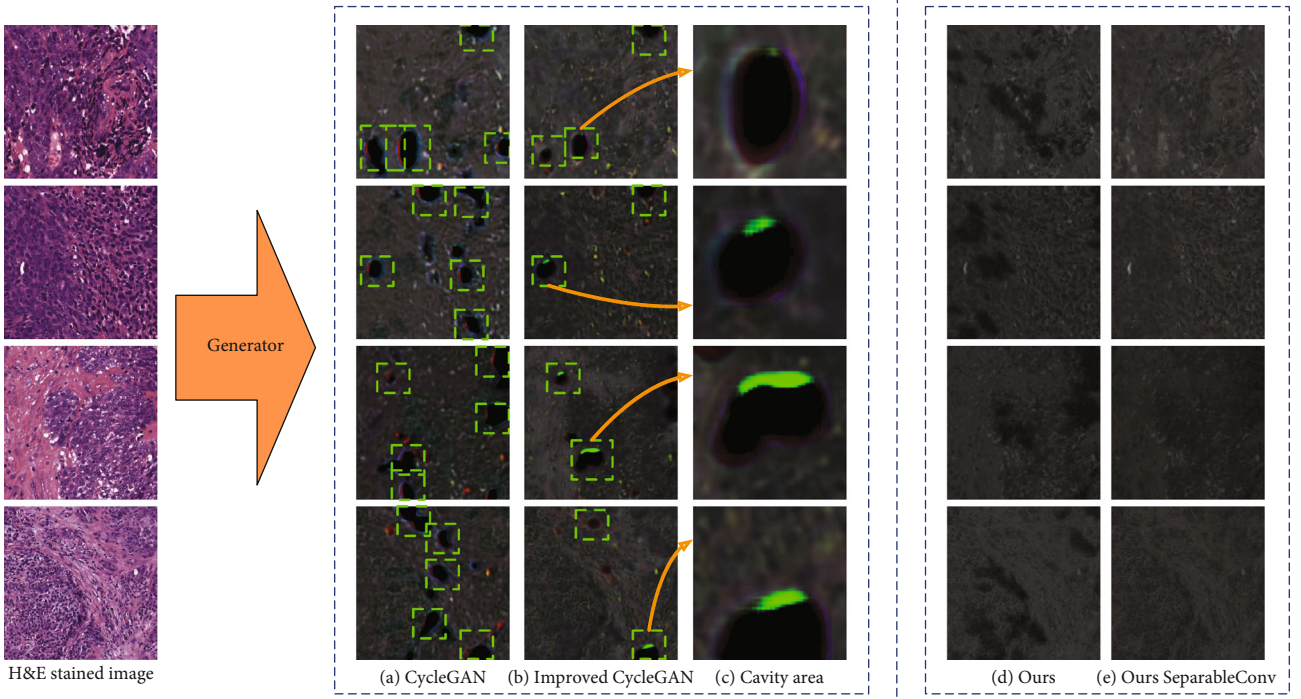 Generator
H&E stained image
(a) CycleGAN
(b) Improved CycleGAN
(c) Cavity area
(d) Ours
(e) Ours SeparableConv